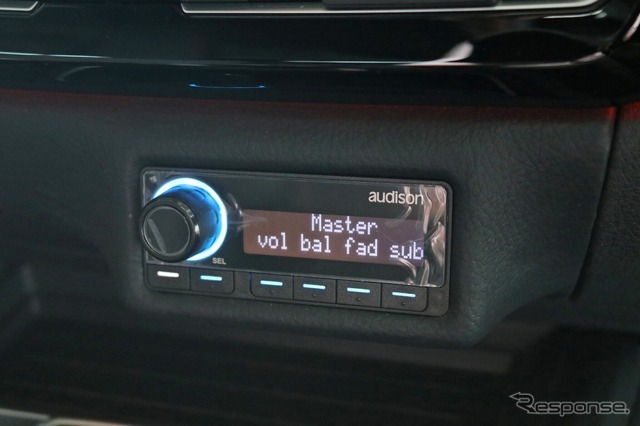 audison
Master
vol bal fad sub
SEL
Response.